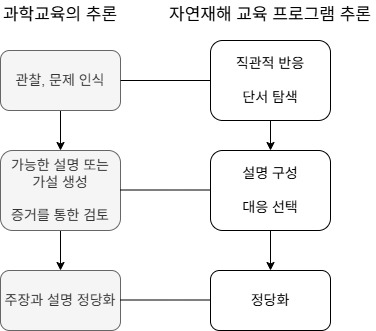 과학교육의 추론
자연재해 교육 프로그램 추론
관찰, 문제 인식
직관적 반응
단서 탐색
가능한 설명 또는
가설 생성
증거를 통한 검토
설명 구성
대응 선택
주장과 설명 정당화
정당화